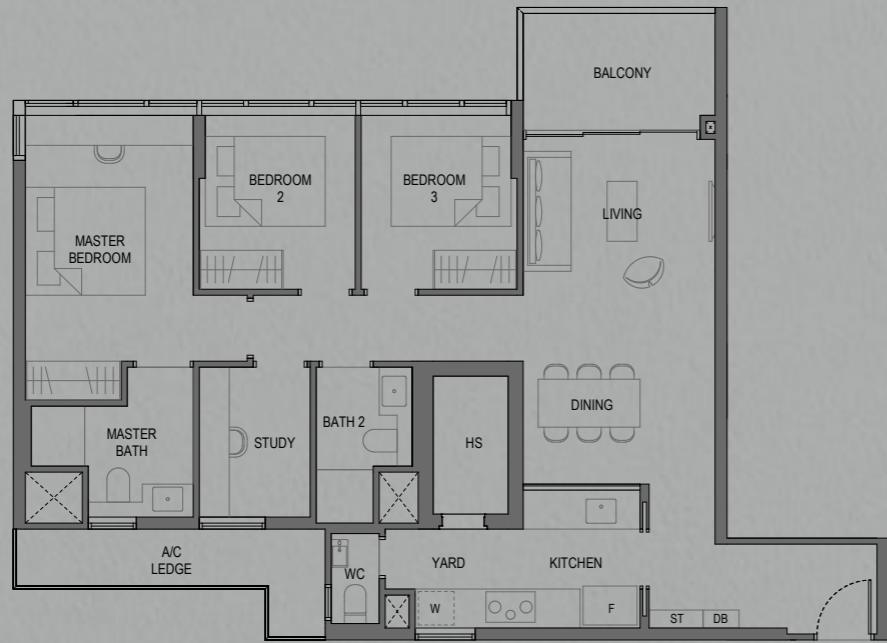 BALCONY
BEDROOM
2
BEDROOM
3
LIVING
MASTER
BEDROOM
DINING
MASTER
BATH
STUDY
BATH 2
HS
A/C
LEDGE
WC
YARD
KITCHEN
W
F
ST
DB